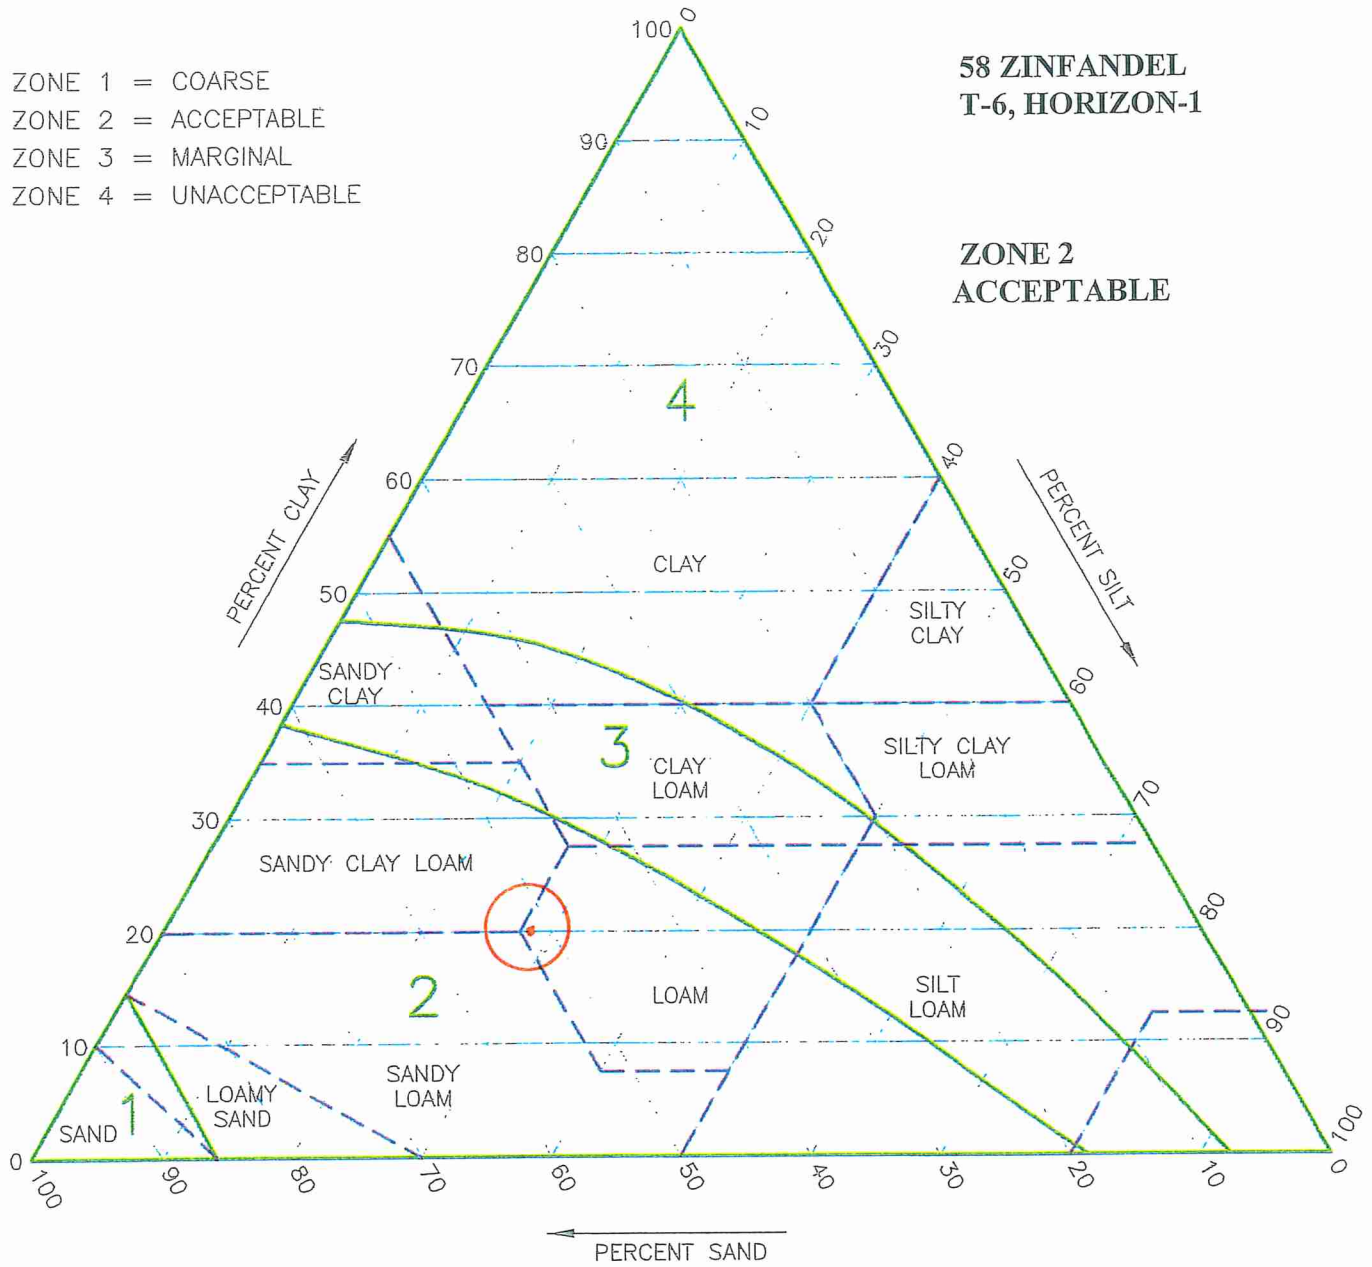 100
0
58 ZINFANDEL
T-6, HORIZON-1
ZONE 1 = COARSE
ZONE 2 = ACCEPTABLE
ZONE 3 = MARGINAL
ZONE 4 = UNACCEPTABLE
90
10
80
20
ZONE 2
ACCEPTABLE
70
30
4
60
40
PERCENT CLAY
PERCENT SILT
CLAY
50
50
SILTY
CLAY
SANDY
CLAY
40
60
3
CLAY
LOAM
SILTY CLAY
LOAM
30
70
SANDY CLAY LOAM
20
80
2
LOAM
SILT
LOAM
10
90
SANDY
LOAM
LOAMY
SAND
1
SAND
0
100
100
90
80
70
60
50
40
30
20
10
0
PERCENT SAND